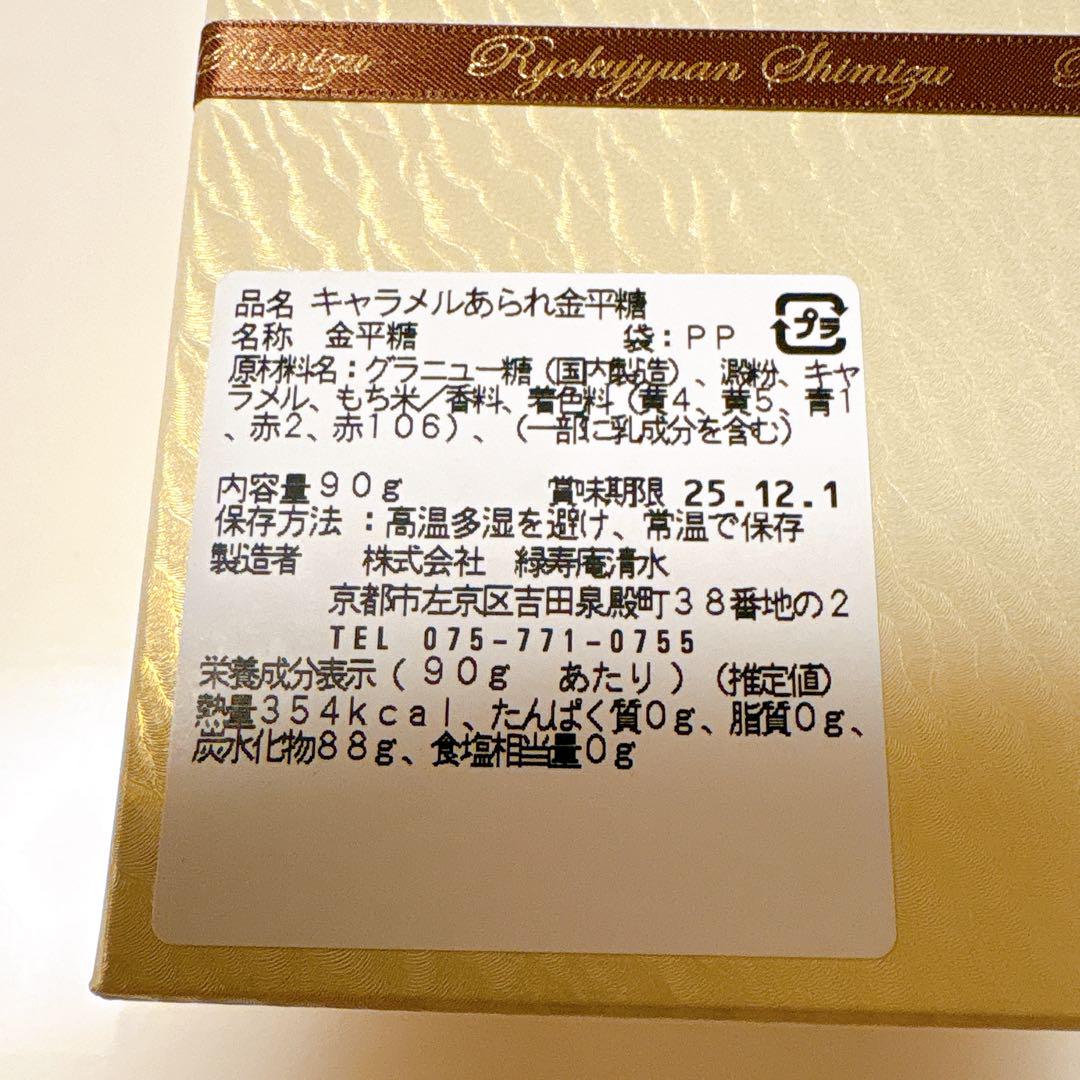 Shimizu Ryokujyuan Shimizu
品名 キャラメルあられ金平糖
プラ
名称 金平糖 袋：PP
原材料名：グラニュー糖（国内製造）、澱粉、キャ
ラメル、もち米／香料、着色料（黄4、黄5、青1
、赤2、赤106）、（一部に乳成分を含む）
内容量90g 賞味期限 25.12.1
保存方法：高温多湿を避け、常温で保存
製造者 株式会社 緑寿庵清水
京都市左京区吉田泉殿町38番地の2
TEL 075-771-0755
栄養成分表示（90g あたり）（推定値）
熱量354kcal、たんぱく質0g、脂質0g、
炭水化物88g、食塩相当量0g